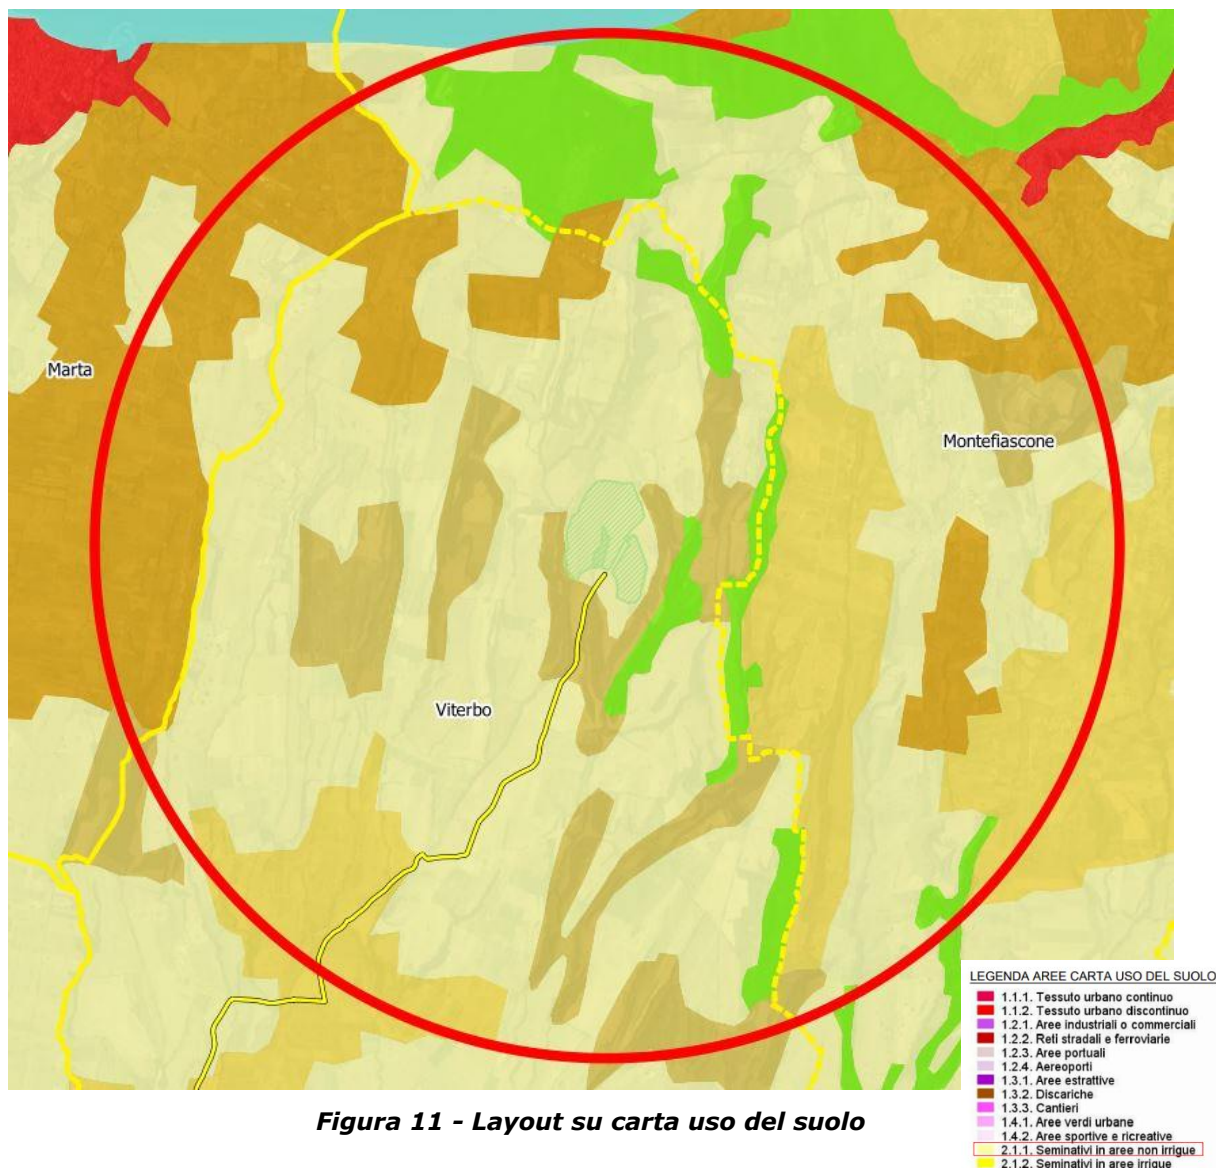 Marta
Montefiascone
Viterbo
LEGENDA AREE CARTA USO DEL SUOLO
1.1.1. Tessuto urbano continuo
1.1.2. Tessuto urbano discontinuo
1.2.1. Aree industriali o commerciali
1.2.2. Reti stradali e ferroviarie
1.2.3. Aree portuali
1.2.4. Aereoporti
1.3.1. Aree estrattive
1.3.2. Discariche
1.3.3. Cantieri
1.4.1. Aree verdi urbane
1.4.2. Aree sportive e ricreative
2.1.1. Seminativi in aree non irrigue
2.1.2. Seminativi in aree irrigue
Figura 11 - Layout su carta uso del suolo